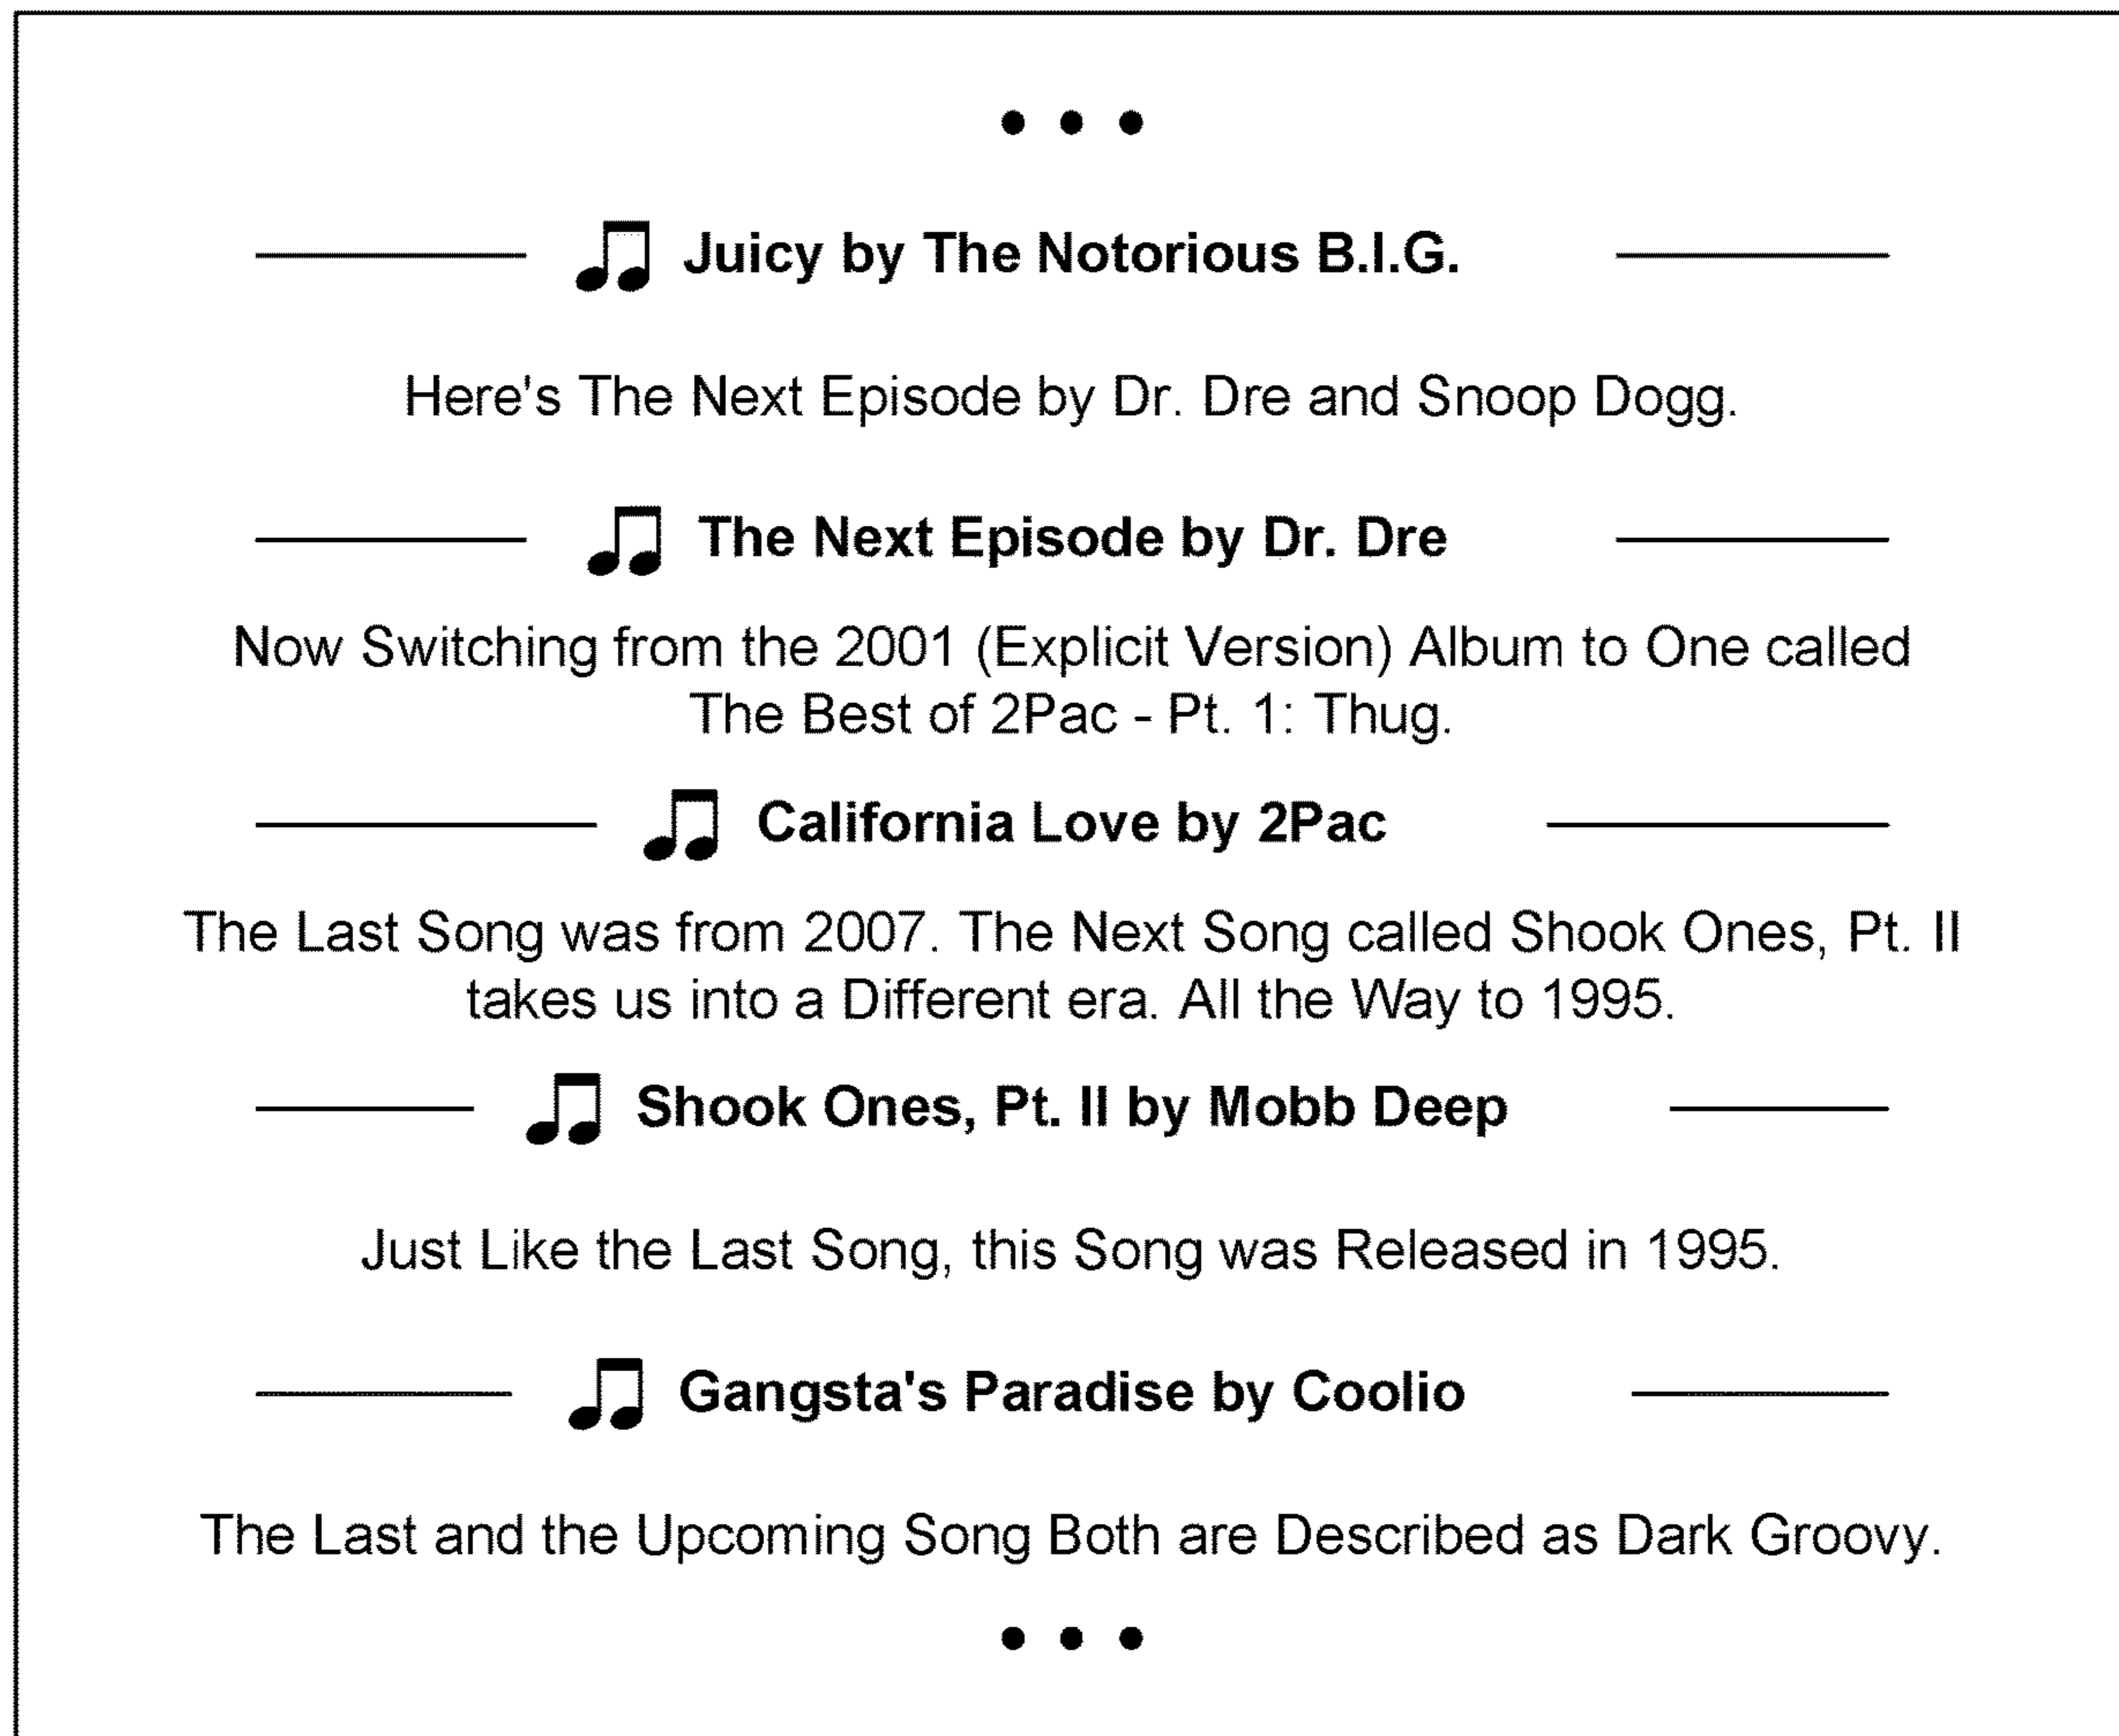 Juicy by The Notorious B.I.G.
Here's The Next Episode by Dr. Dre and Snoop Dogg.
The Next Episode by Dr. Dre
Now Switching from the 2001 (Explicit Version) Album to One called
The Best of 2Pac - Pt. 1: Thug.
California Love by 2Pac
The Last Song was from 2007. The Next Song called Shook Ones, Pt. II
takes us into a Different era. All the Way to 1995.
Shook Ones, Pt. II by Mobb Deep
Just Like the Last Song, this Song was Released in 1995.
Gangsta's Paradise by Coolio
The Last and the Upcoming Song Both are Described as Dark Groovy.